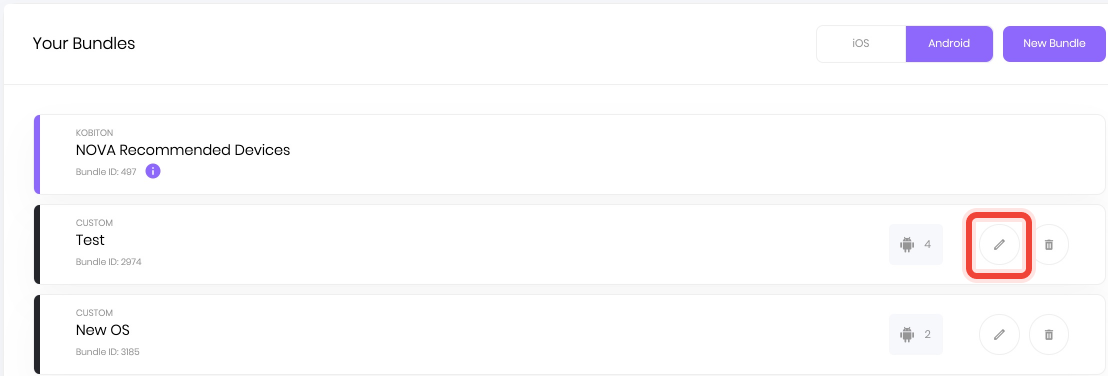 Your Bundles
iOS
Android
New Bundle
KOBITON
NOVA Recommended Devices
Bundle ID: 497
CUSTOM
Test
Bundle ID: 2974
4
CUSTOM
New OS
Bundle ID: 3185
2